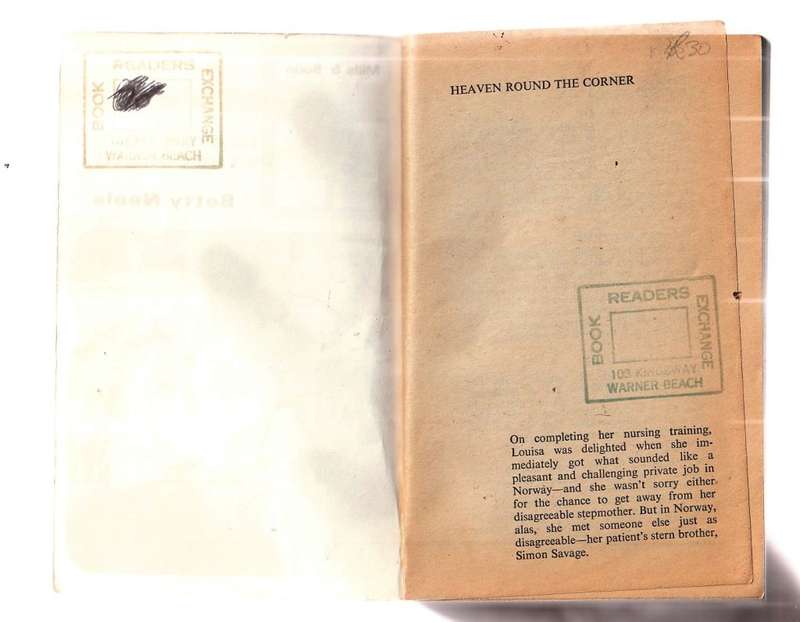 READERS
BOOK
EXCHANGE
WARNER BEACH
Mills & Boon
Betty Neels
30
HEAVEN ROUND THE CORNER
READERS
BOOK
EXCHANGE
103 KINGSWAY
WARNER BEACH
On completing her nursing training,
Louisa was delighted when she im-
mediately got what sounded like a
pleasant and challenging private job in
Norway—and she wasn't sorry either
for the chance to get away from her
disagreeable stepmother. But in Norway,
alas, she met someone else just as
disagreeable—her patient's stern brother,
Simon Savage.